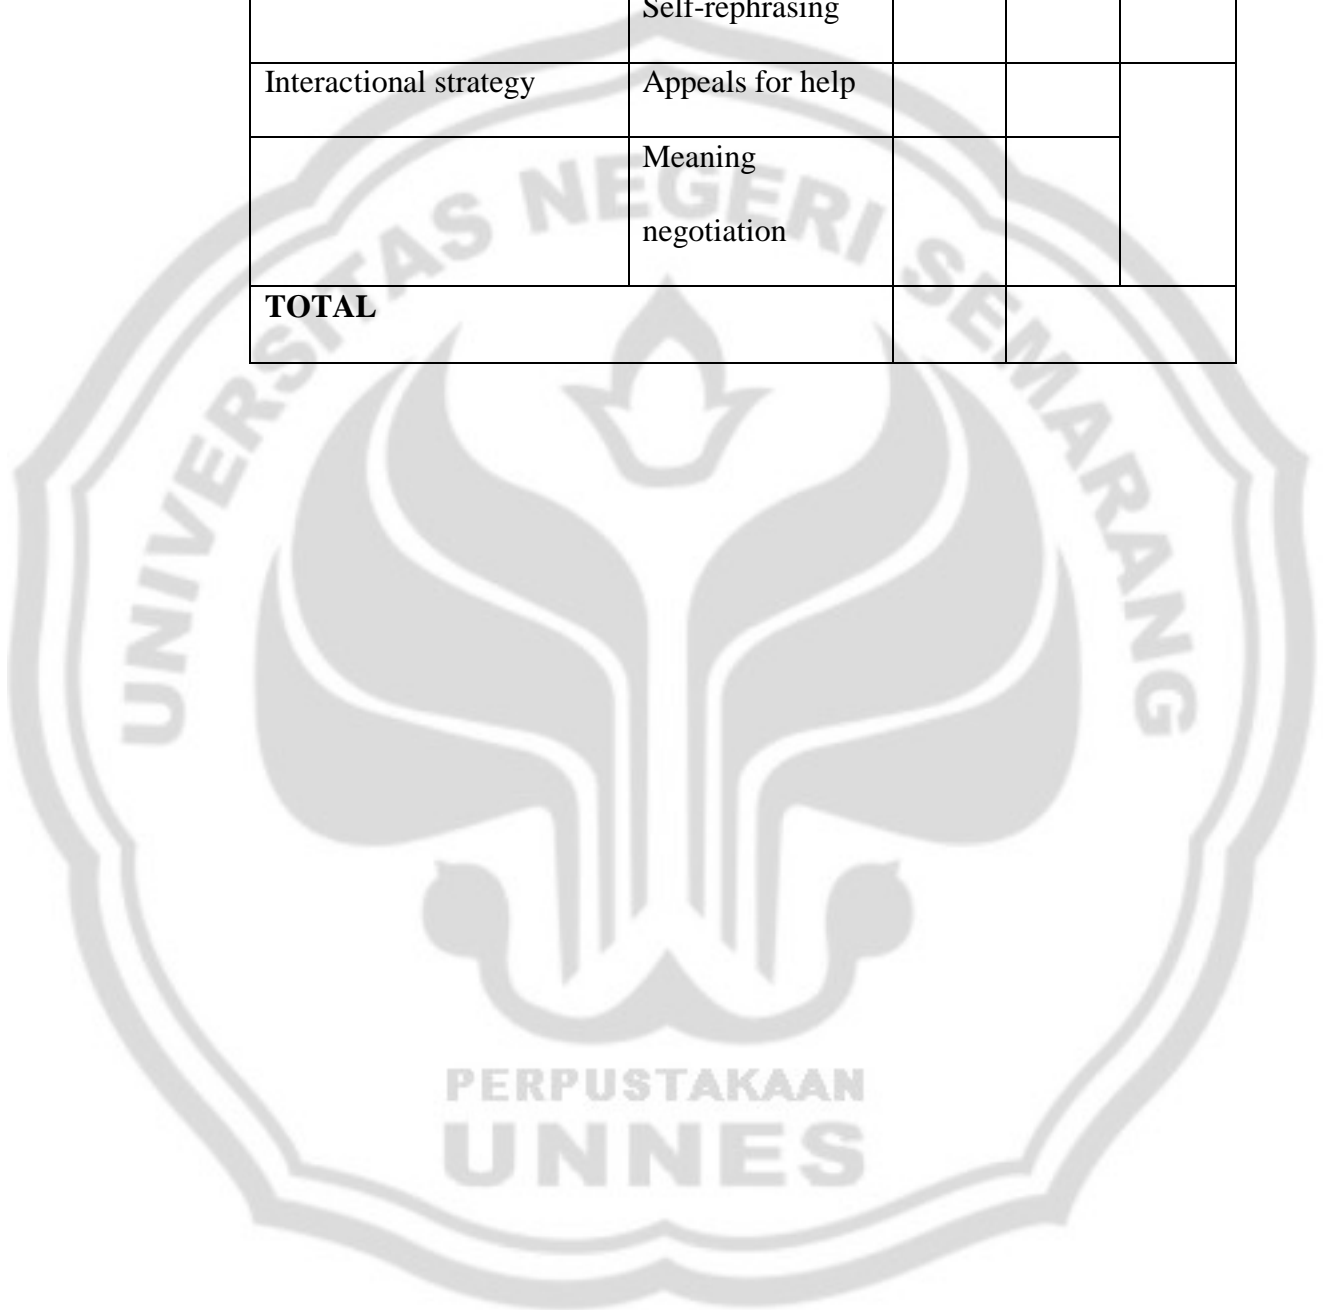 Self-rephrasing
Interactional strategy Appeals for help
Meaning
negotiation
TOTAL
UNIVERSITAS NEGERI SEMARANG
PERPUSTAKAAN
UNNES